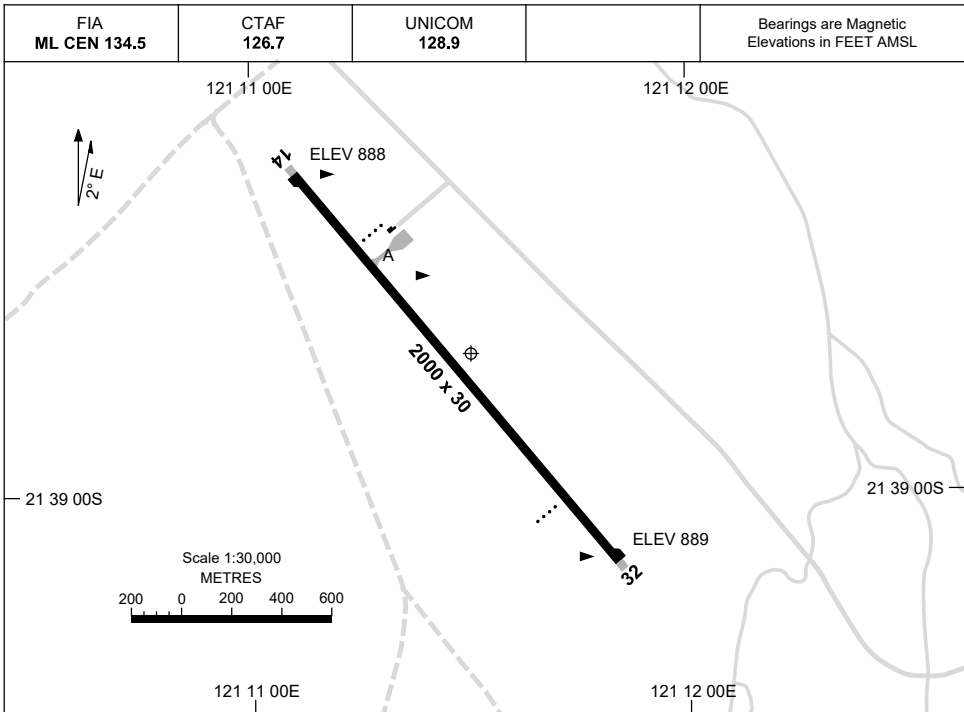 FIA
ML CEN 134.5
CTAF
126.7
UNICOM
128.9
Bearings are Magnetic
Elevations in FEET AMSL
121 11 00E
121 12 00E
2° E
14
ELEV 888
A
2000 x 30
21 39 00S
21 39 00S
ELEV 889
32
Scale 1:30,000
METRES
200 0 200 400 600
121 11 00E
121 12 00E